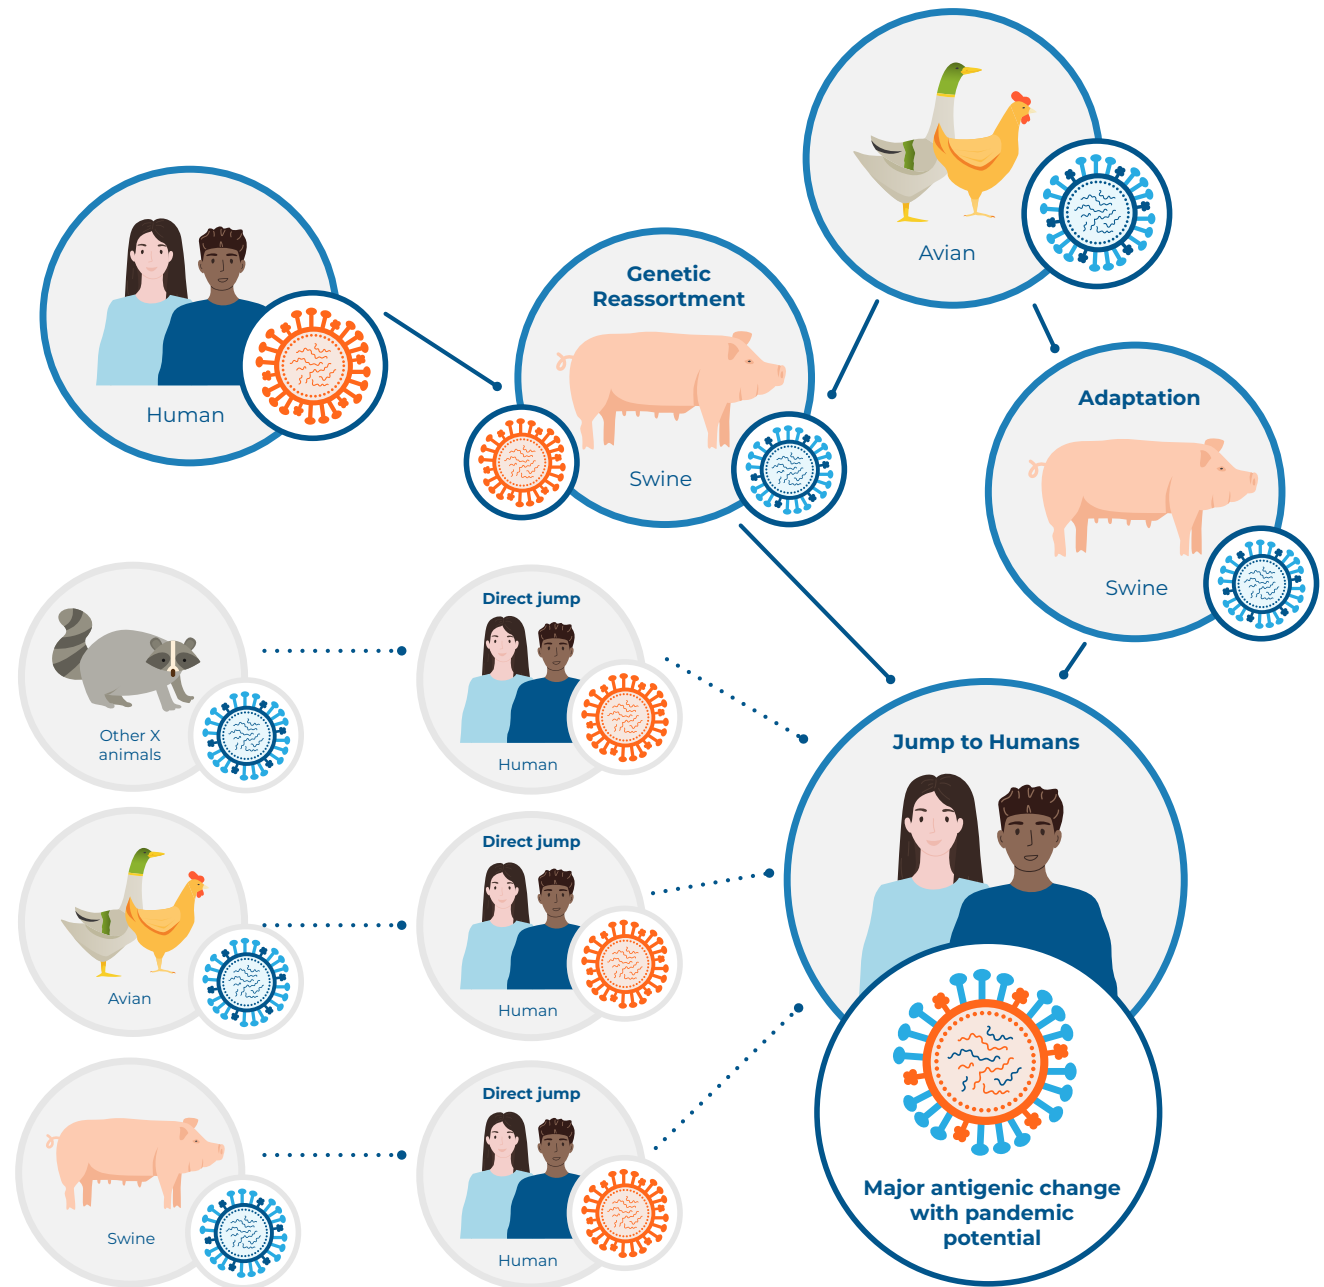 Avian
Genetic
Reassortment
Human
Swine
Adaptation
Swine
Other X
animals
Direct jump
Human
Avian
Direct jump
Human
Swine
Direct jump
Human
Jump to Humans
Major antigenic change
with pandemic
potential